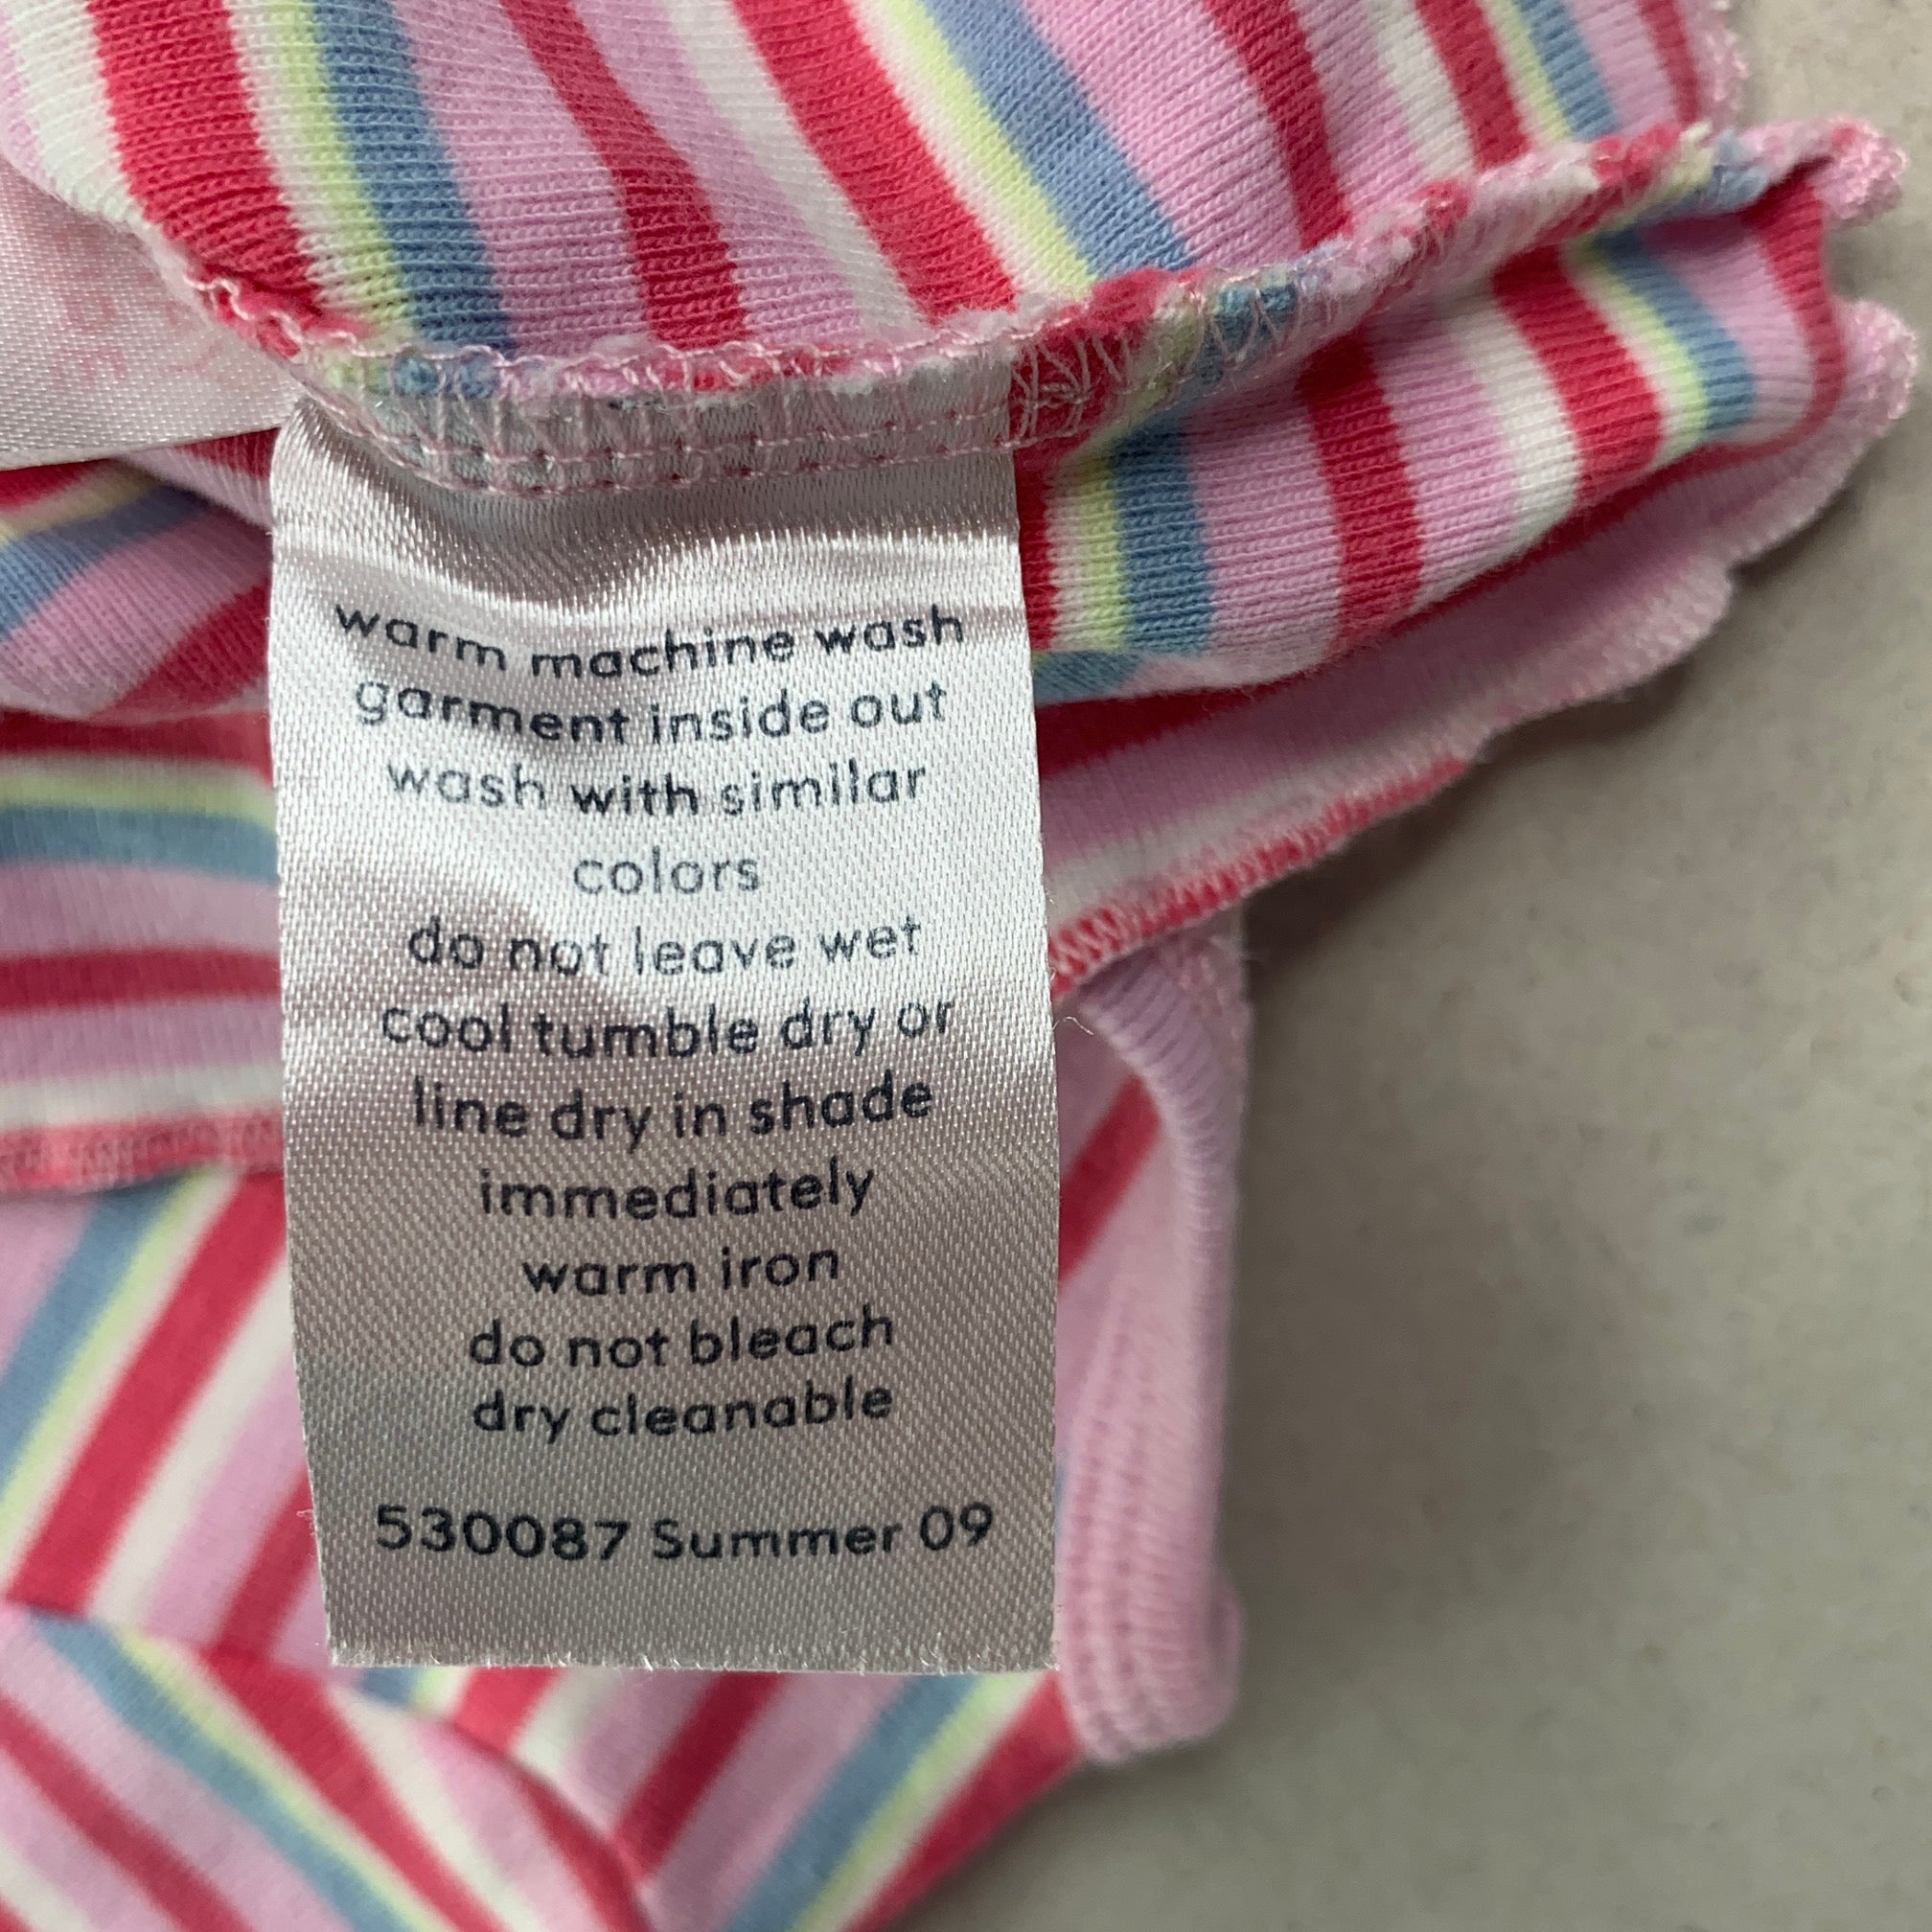 warm machine wash
garment inside out
wash with similar
colors
do not leave wet
cool tumble dry or
line dry in shade
immediately
warm iron
do not bleach
dry cleanable
530087 Summer 09